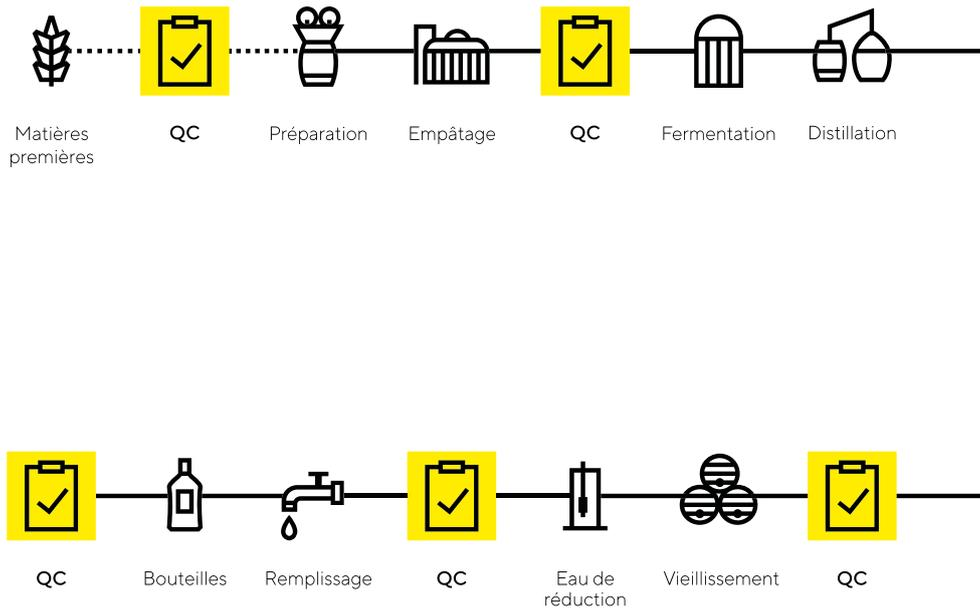 Matières
premières
QC
Préparation
Empâtage
QC
Fermentation
Distillation
QC
Bouteilles
Remplissage
QC
Eau de
réduction
Vieillissement
QC